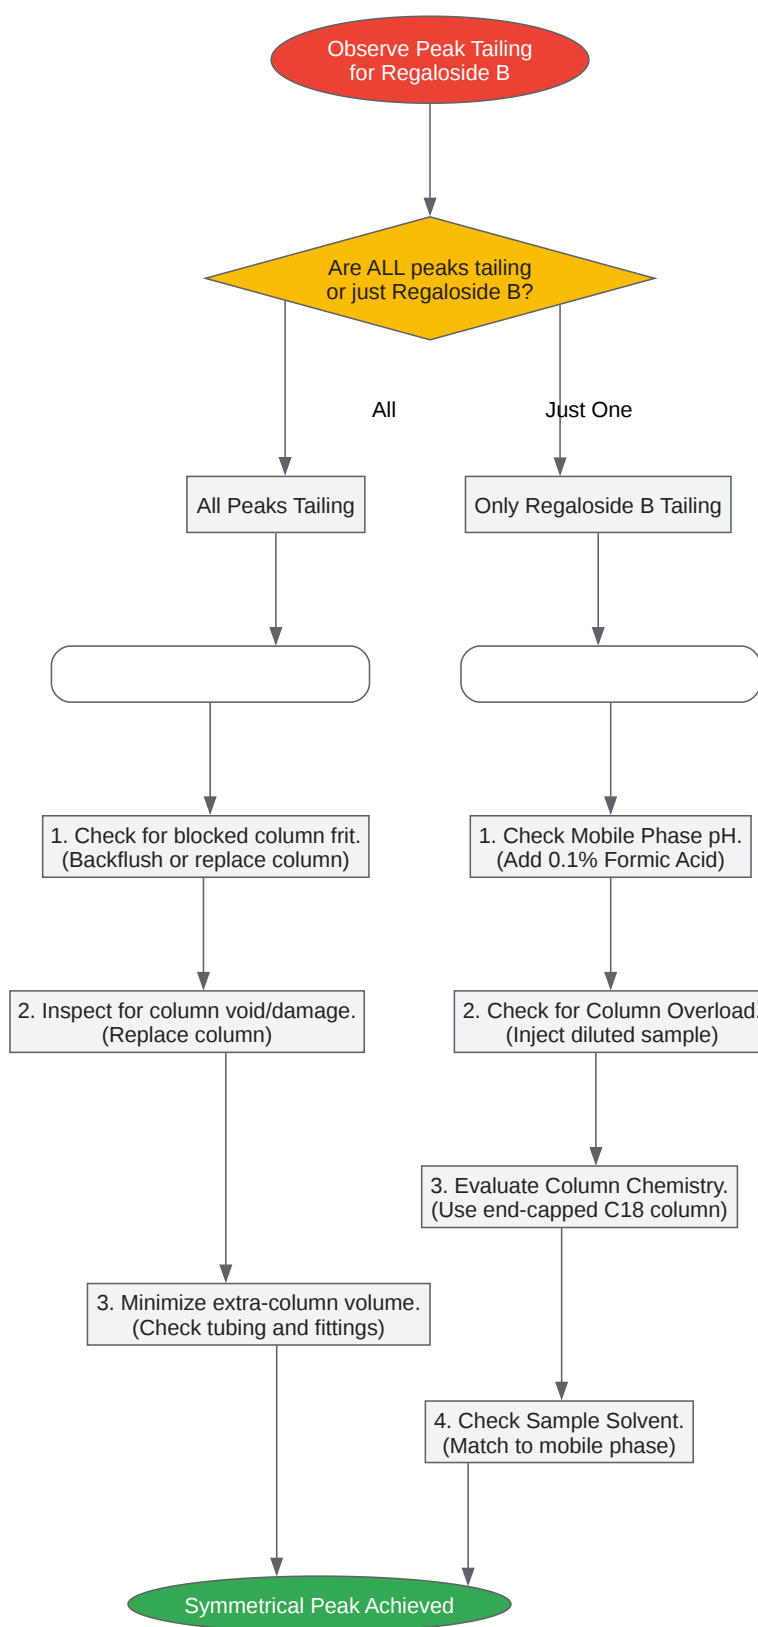 Observe Peak Tailing
for Regaloside B
Are ALL peaks tailing
or just Regaloside B?
All
Just One
All Peaks Tailing
Only Regaloside B Tailing
1. Check for blocked column frit.
(Backflush or replace column)
1. Check Mobile Phase pH.
(Add 0.1% Formic Acid)
2. Inspect for column void/damage.
(Replace column)
2. Check for Column Overload.
(Inject diluted sample)
3. Evaluate Column Chemistry.
(Use end-capped C18 column)
3. Minimize extra-column volume.
(Check tubing and fittings)
4. Check Sample Solvent.
(Match to mobile phase)
Symmetrical Peak Achieved